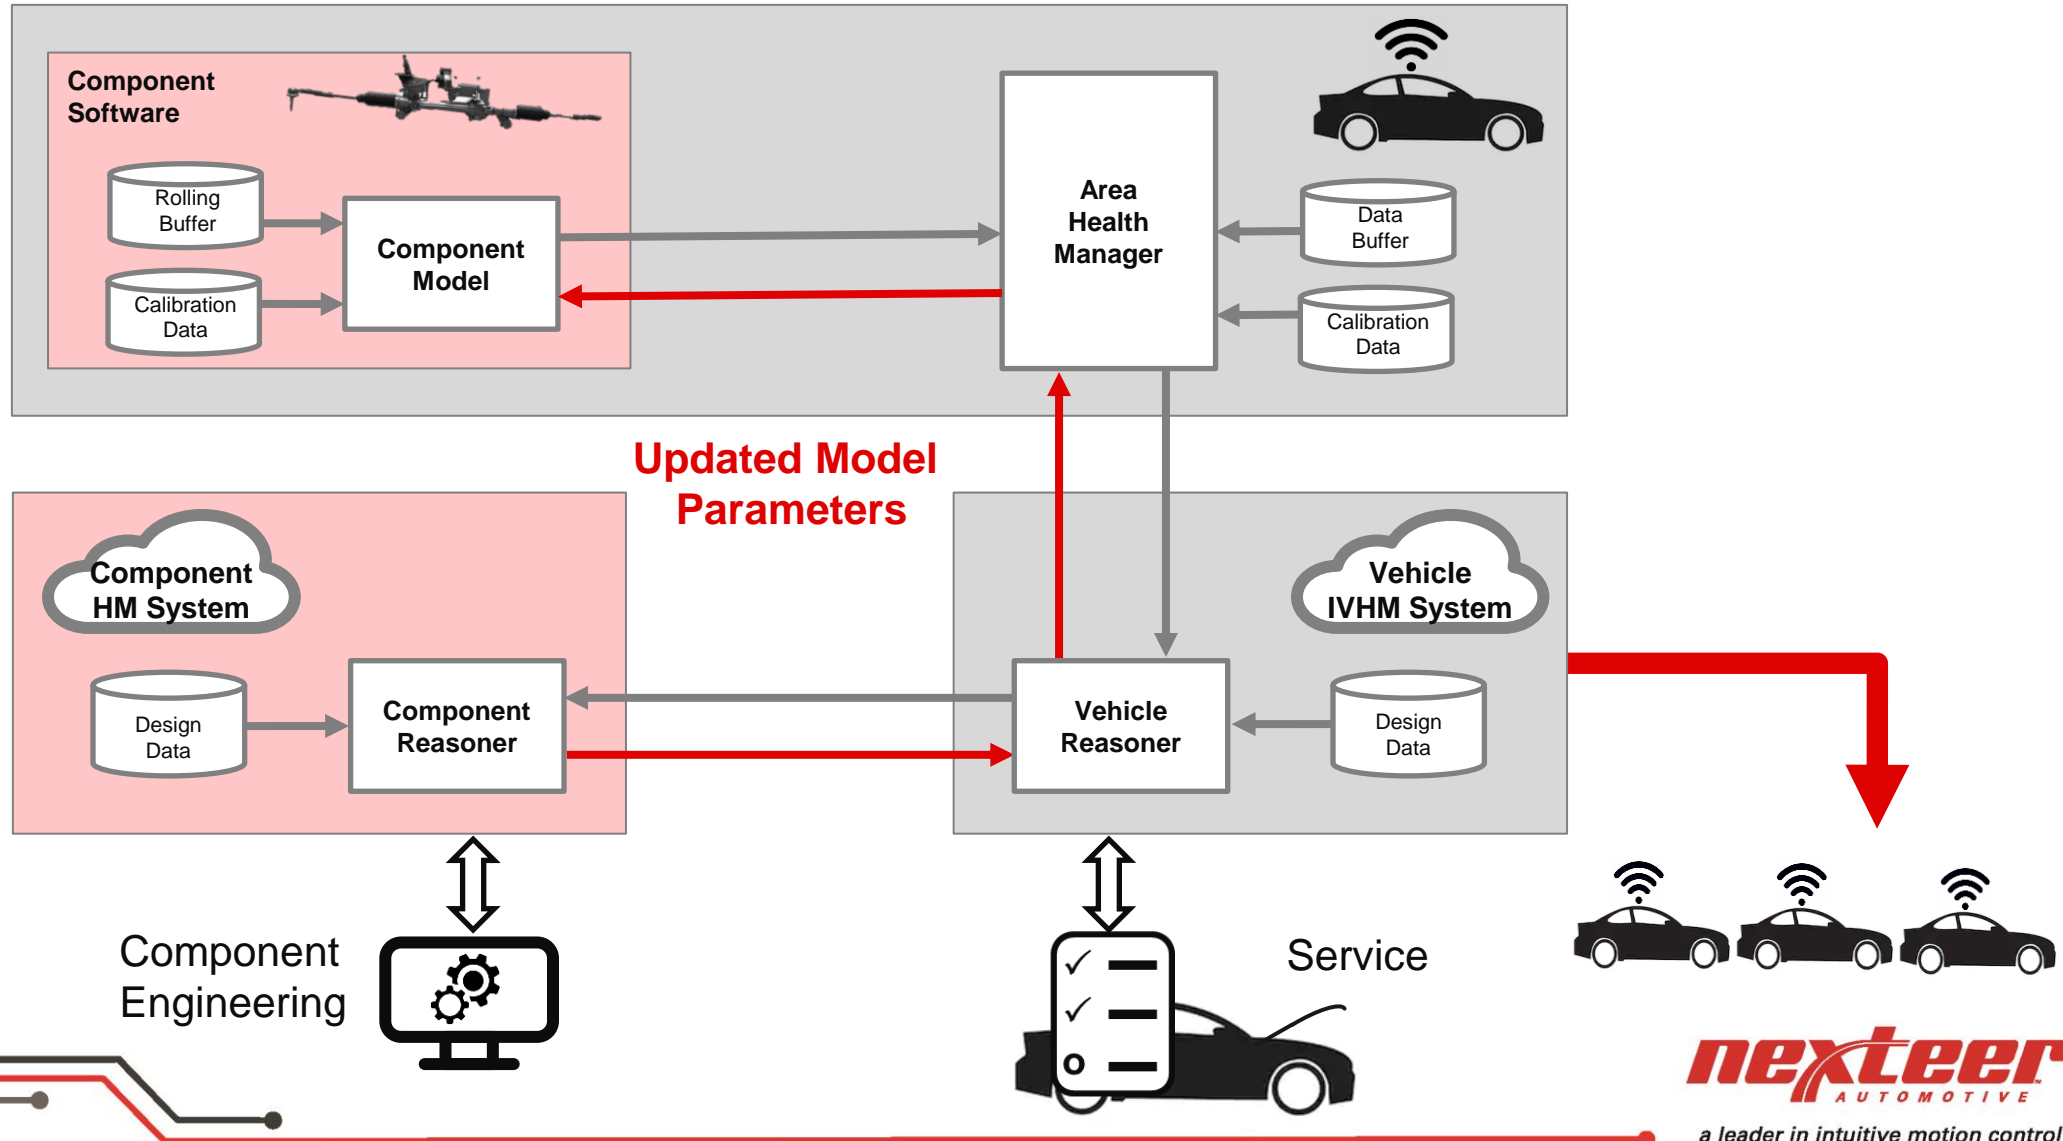 Component
Software
Rolling
Buffer
Calibration
Data
Component
Model
Area
Health
Manager
Data
Buffer
Calibration
Data
Updated Model
Parameters
Component
HM System
Design
Data
Component
Reasoner
Vehicle
IVHM System
Vehicle
Reasoner
Design
Data
Component
Engineering
Service
nexteer
AUTOMOTIVE
a leader in intuitive motion control